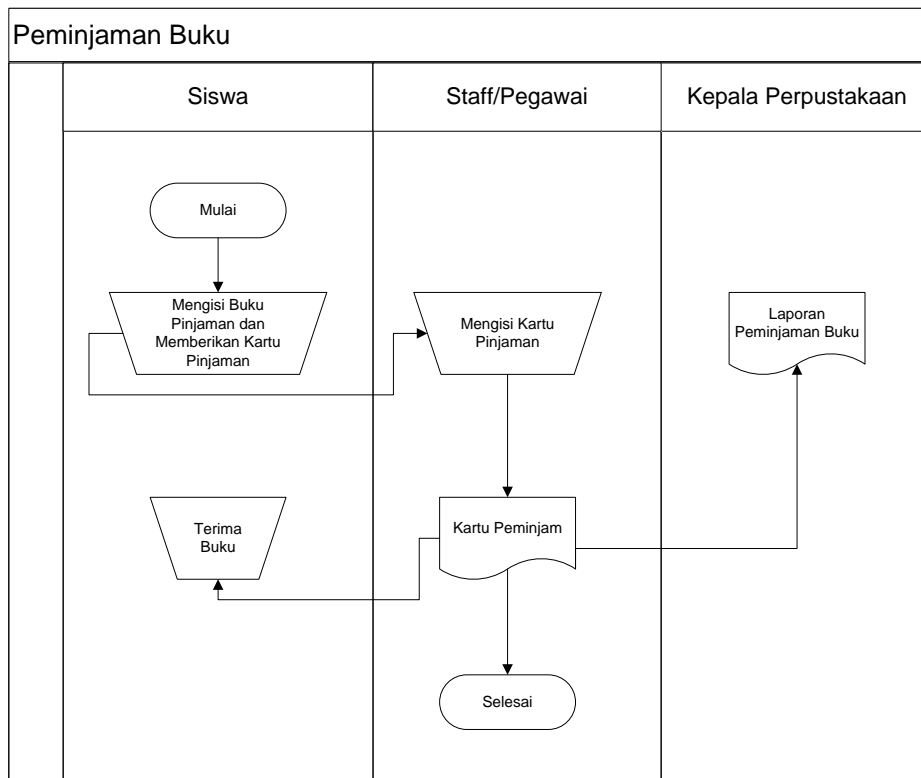 Peminjaman Buku
Siswa
Staff/Pegawai
Kepala Perpustakaan
Mulai
Mengisi Buku
Pinjaman dan
Memberikan Kartu
Pinjaman
Mengisi Kartu
Pinjaman
Laporan
Peminjaman Buku
Terima
Buku
Kartu Peminjam
Selesai